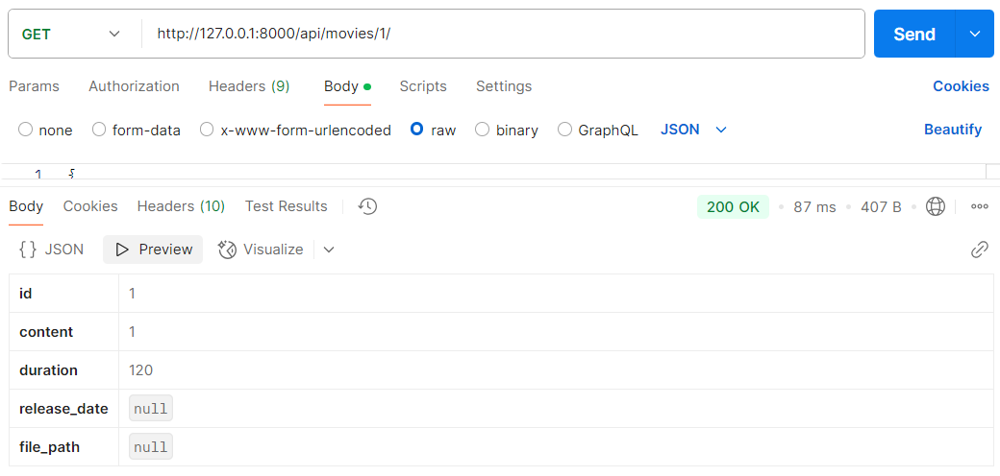 GET http://127.0.0.1:8000/api/movies/1/ Send
Params Authorization Headers (9) Body Scripts Settings Cookies
none form-data x-www-form-urlencoded raw binary GraphQL JSON Beautify
1 {
Body Cookies Headers (10) Test Results 200 OK 87 ms 407 B
{} JSON Preview Visualize
id 1
content 1
duration 120
release_date null
file_path null